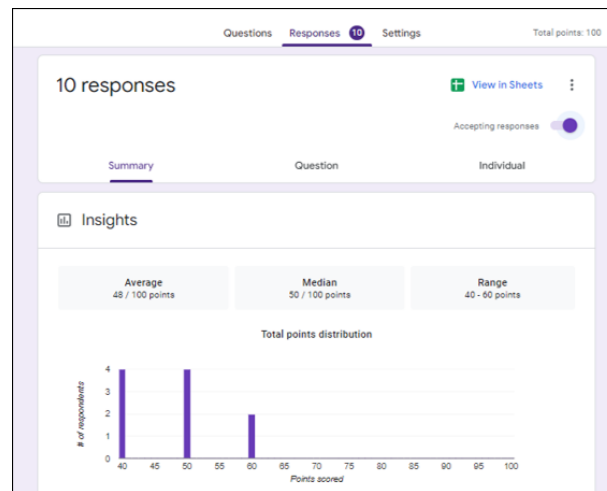 Questions Responses 10 Settings Total points: 100
10 responses
View in Sheets
Accepting responses
Summary Question Individual
Insights
Average Median Range
48 / 100 points 50 / 100 points 40 - 60 points
Total points distribution
# of respondents
4
3
2
1
0
40 45 50 55 60 65 70 75 80 85 90 95 100
Points scored